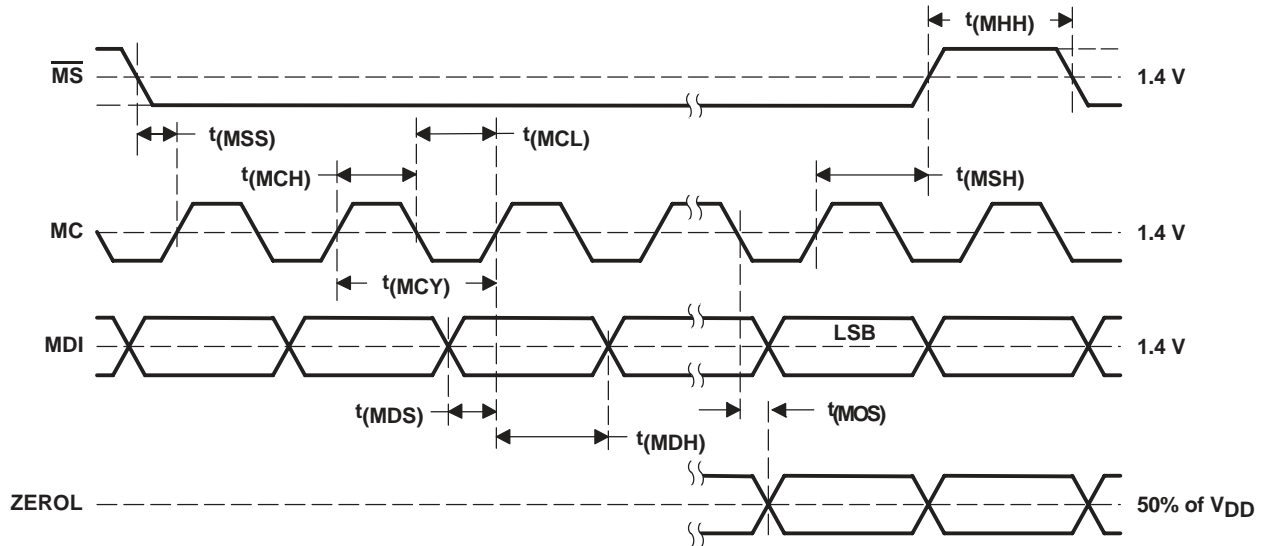 t(MHH)
MS
1.4 V
t(MSS)
t(MCL)
t(MCH)
t(MSH)
MC
1.4 V
t(MCY)
MDI
LSB
1.4 V
t(MDS)
t(MOS)
t(MDH)
ZEROL
50% of VDD